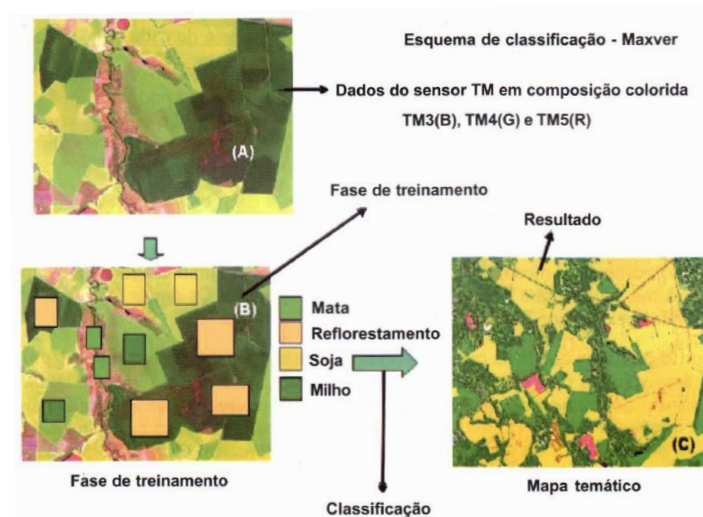 Esquema de classificação - Maxver
Dados do sensor TM em composição colorida
TM3(B), TM4(G) e TM5(R)
(A)
Fase de treinamento
Resultado
(B)
Mata
Reflorestamento
Soja
Milho
(C)
Fase de treinamento
Classificação
Mapa temático